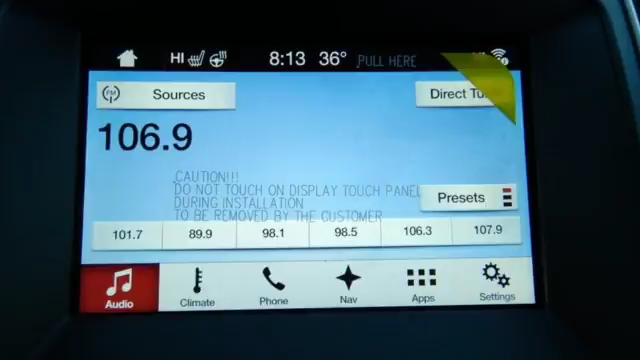 HI 8:13 36° PULL HERE
FM Sources
106.9
CAUTION!!!
DO NOT TOUCH ON DISPLAY TOUCH PANEL
DURING INSTALLATION
TO BE REMOVED BY THE CUSTOMER
Presets
101.7 89.9 98.1 98.5 106.3 107.9
Audio Climate Phone Nav Apps Settings